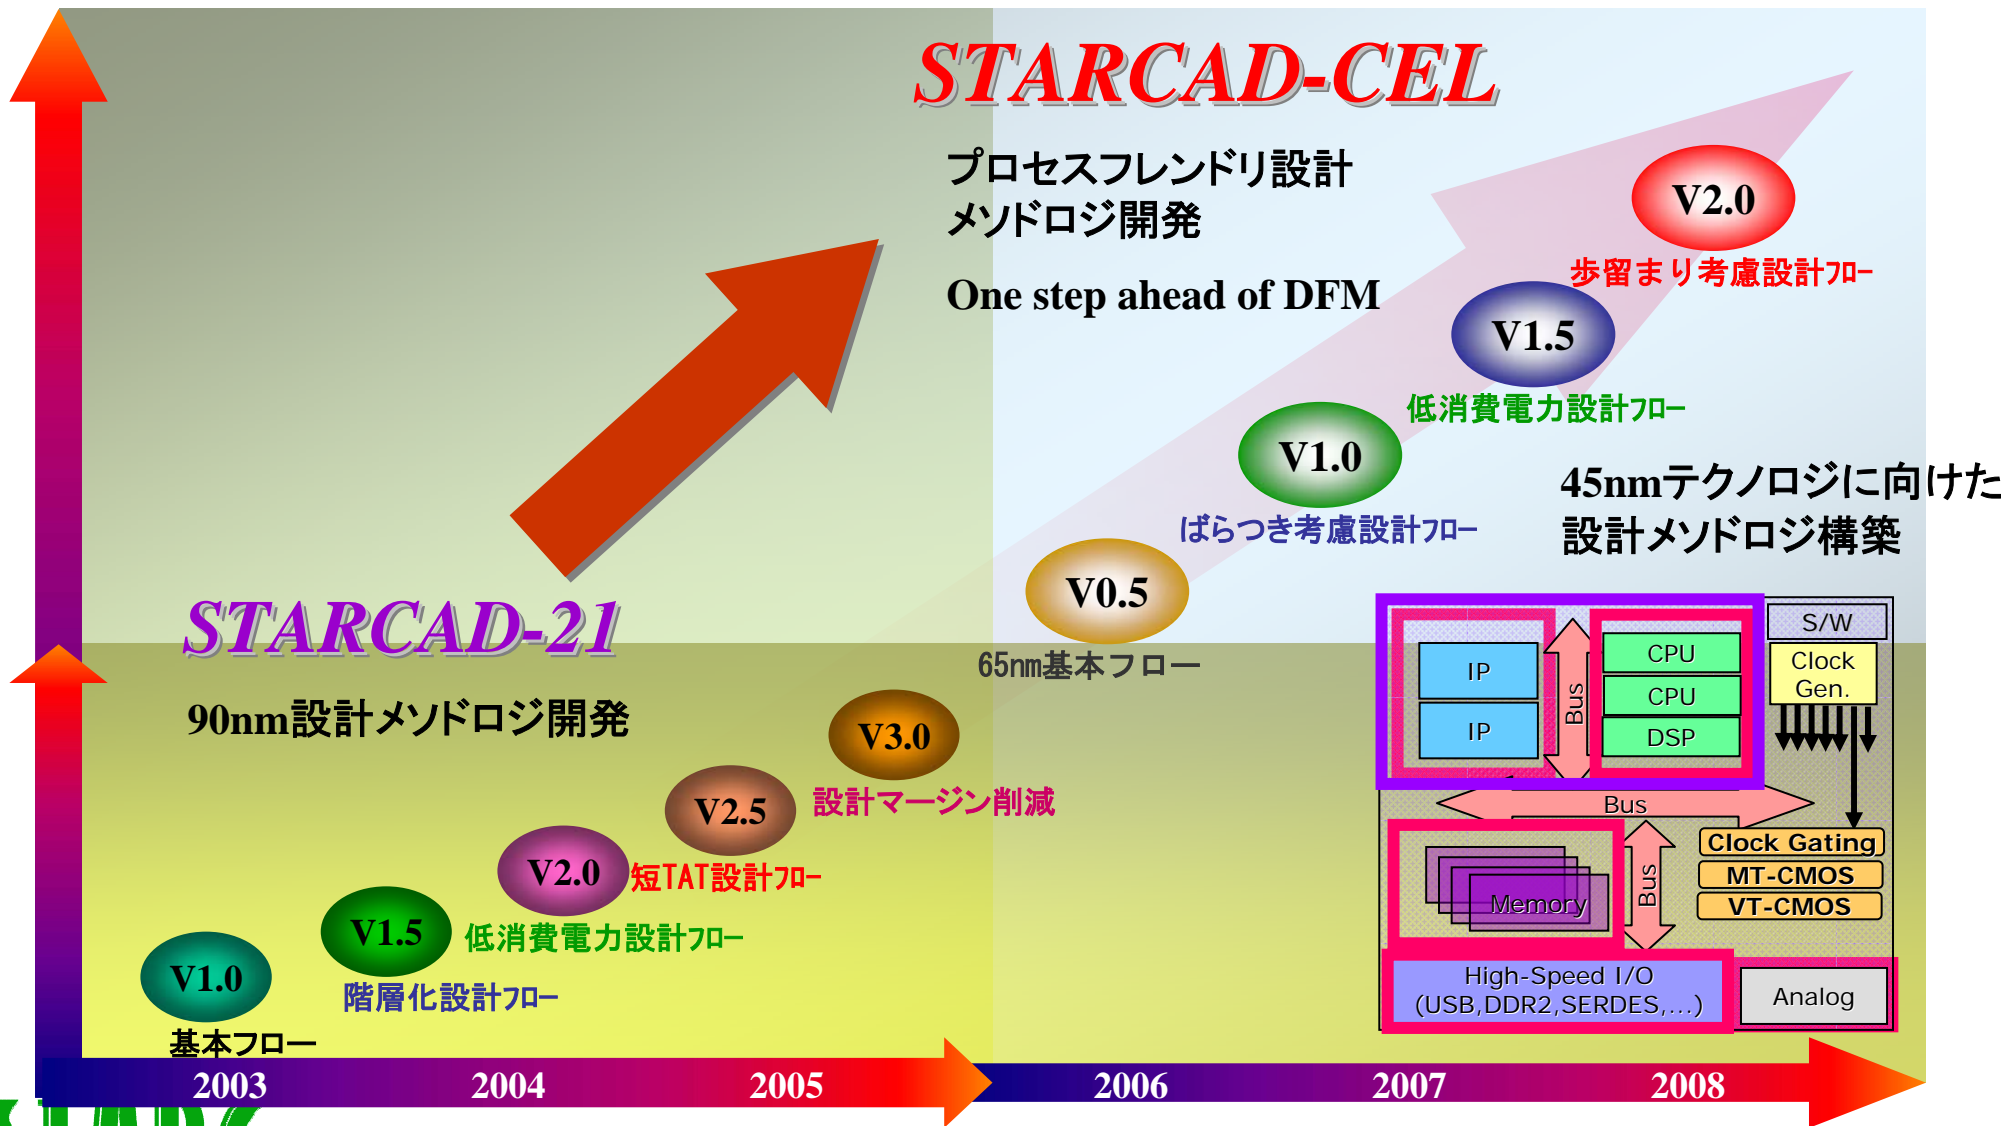 STARCAD-CEL
プロセスフレンドリ設計
メソドロジ開発
One step ahead of DFM
V2.0
歩留まり考慮設計ﾌﾛｰ
V1.5
低消費電力設計ﾌﾛｰ
V1.0
ばらつき考慮設計ﾌﾛｰ
V0.5
65nm基本フロー
45nmテクノロジに向けた
設計メソドロジ構築
STARCAD-21
90nm設計メソドロジ開発
V3.0
設計マージン削減
V2.5
短TAT設計ﾌﾛｰ
V2.0
低消費電力設計ﾌﾛｰ
V1.5
階層化設計ﾌﾛｰ
V1.0
基本フロー
IP
IP
Bus
CPU
CPU
DSP
S/W
Clock
Gen.
Bus
Memory
Bus
Clock Gating
MT-CMOS
VT-CMOS
High-Speed I/O
(USB,DDR2,SERDES,...)
Analog
2003
2004
2005
2006
2007
2008